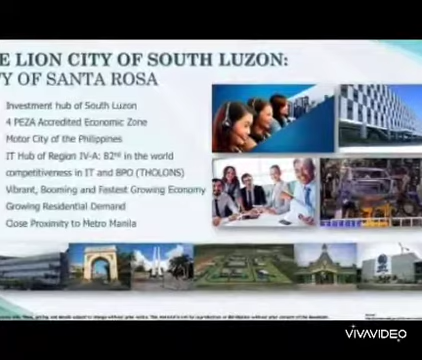 E LION CITY OF SOUTH LUZON:
Y OF SANTA ROSA
Investment hub of South Luzon
4 PEZA Accredited Economic Zone
Motor City of the Philippines
IT Hub of Region IV-A: 82nd in the world
competitiveness in IT and BPO (THOLONS)
Vibrant, Booming and Fastest Growing Economy
Growing Residential Demand
Close Proximity to Metro Manila
VIVAVIDEO